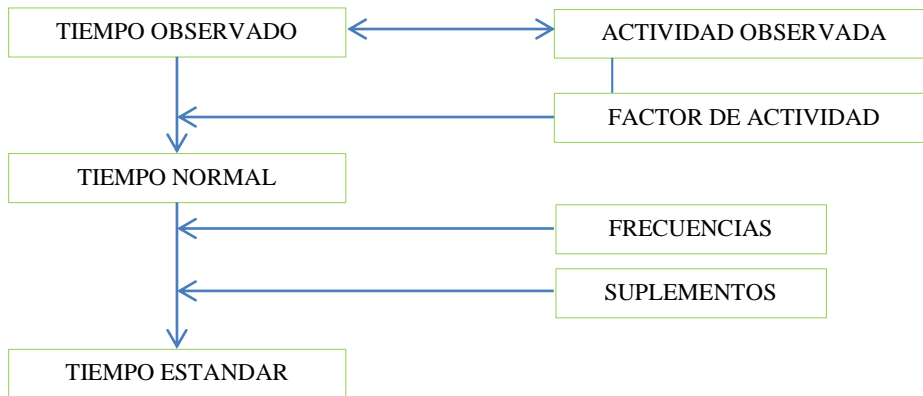 TIEMPO OBSERVADO
ACTIVIDAD OBSERVADA
FACTOR DE ACTIVIDAD
TIEMPO NORMAL
FRECUENCIAS
SUPLEMENTOS
TIEMPO ESTANDAR